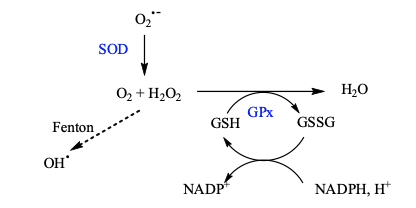 O₂•-
SOD
O₂ + H₂O₂ H₂O
GPx
Fenton GSH GSSG
OH•
NADP⁺ NADPH, H⁺